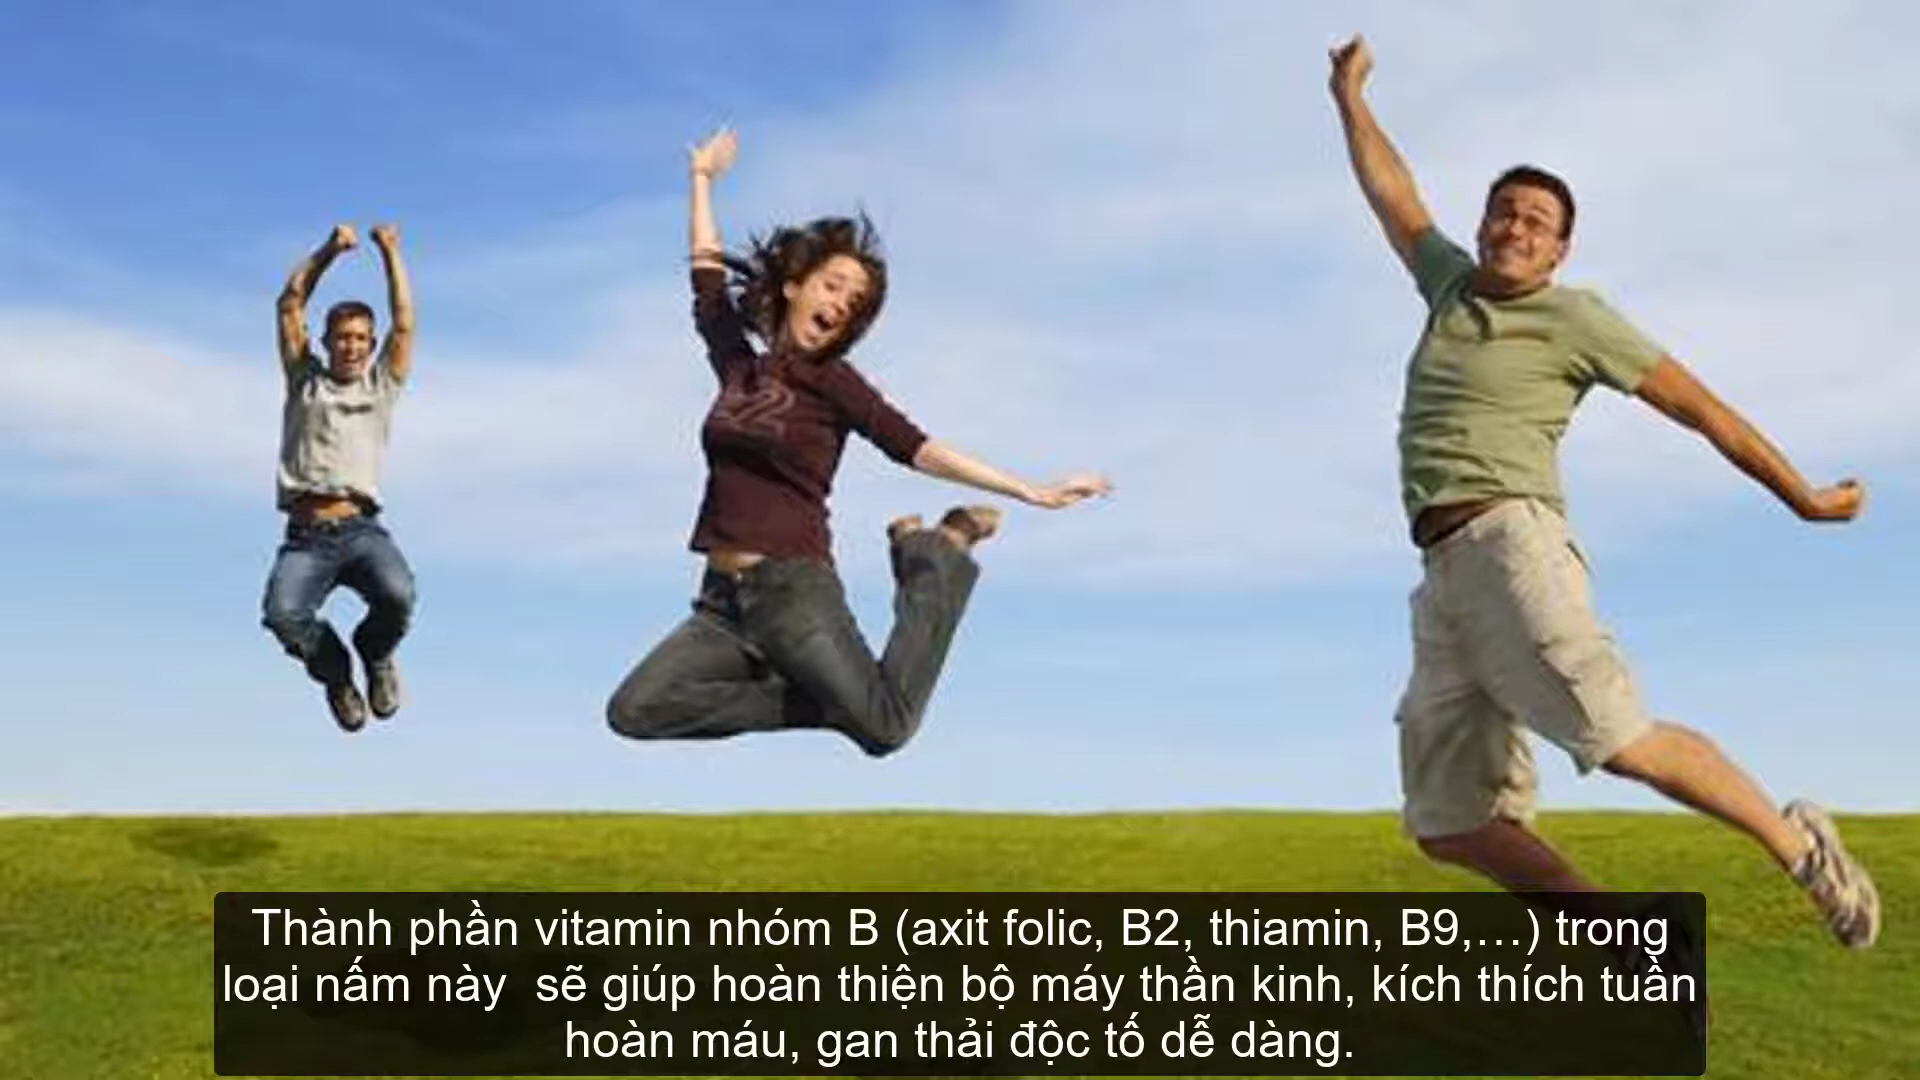 Thành phần vitamin nhóm B (axit folic, B2, thiamin, B9,…) trong
loại nấm này  sẽ giúp hoàn thiện bộ máy thần kinh, kích thích tuần
hoàn máu, gan thải độc tố dễ dàng.